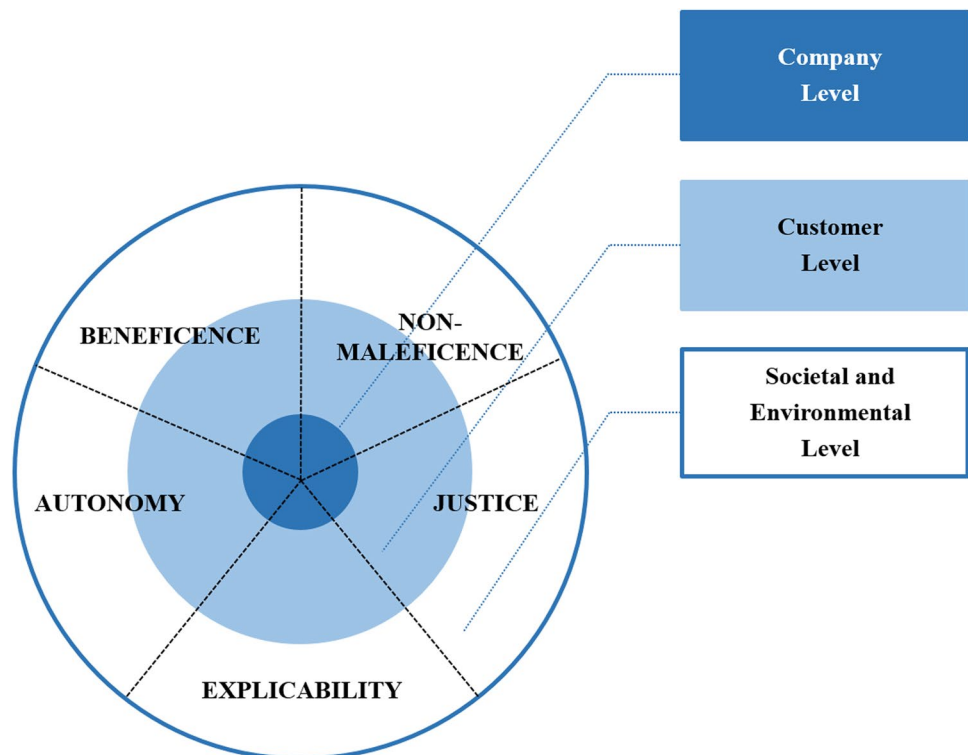 Company
Level
Customer
Level
Societal and
Environmental
Level
BENEFICENCE
NON-
MALEFICENCE
AUTONOMY
JUSTICE
EXPLICABILITY